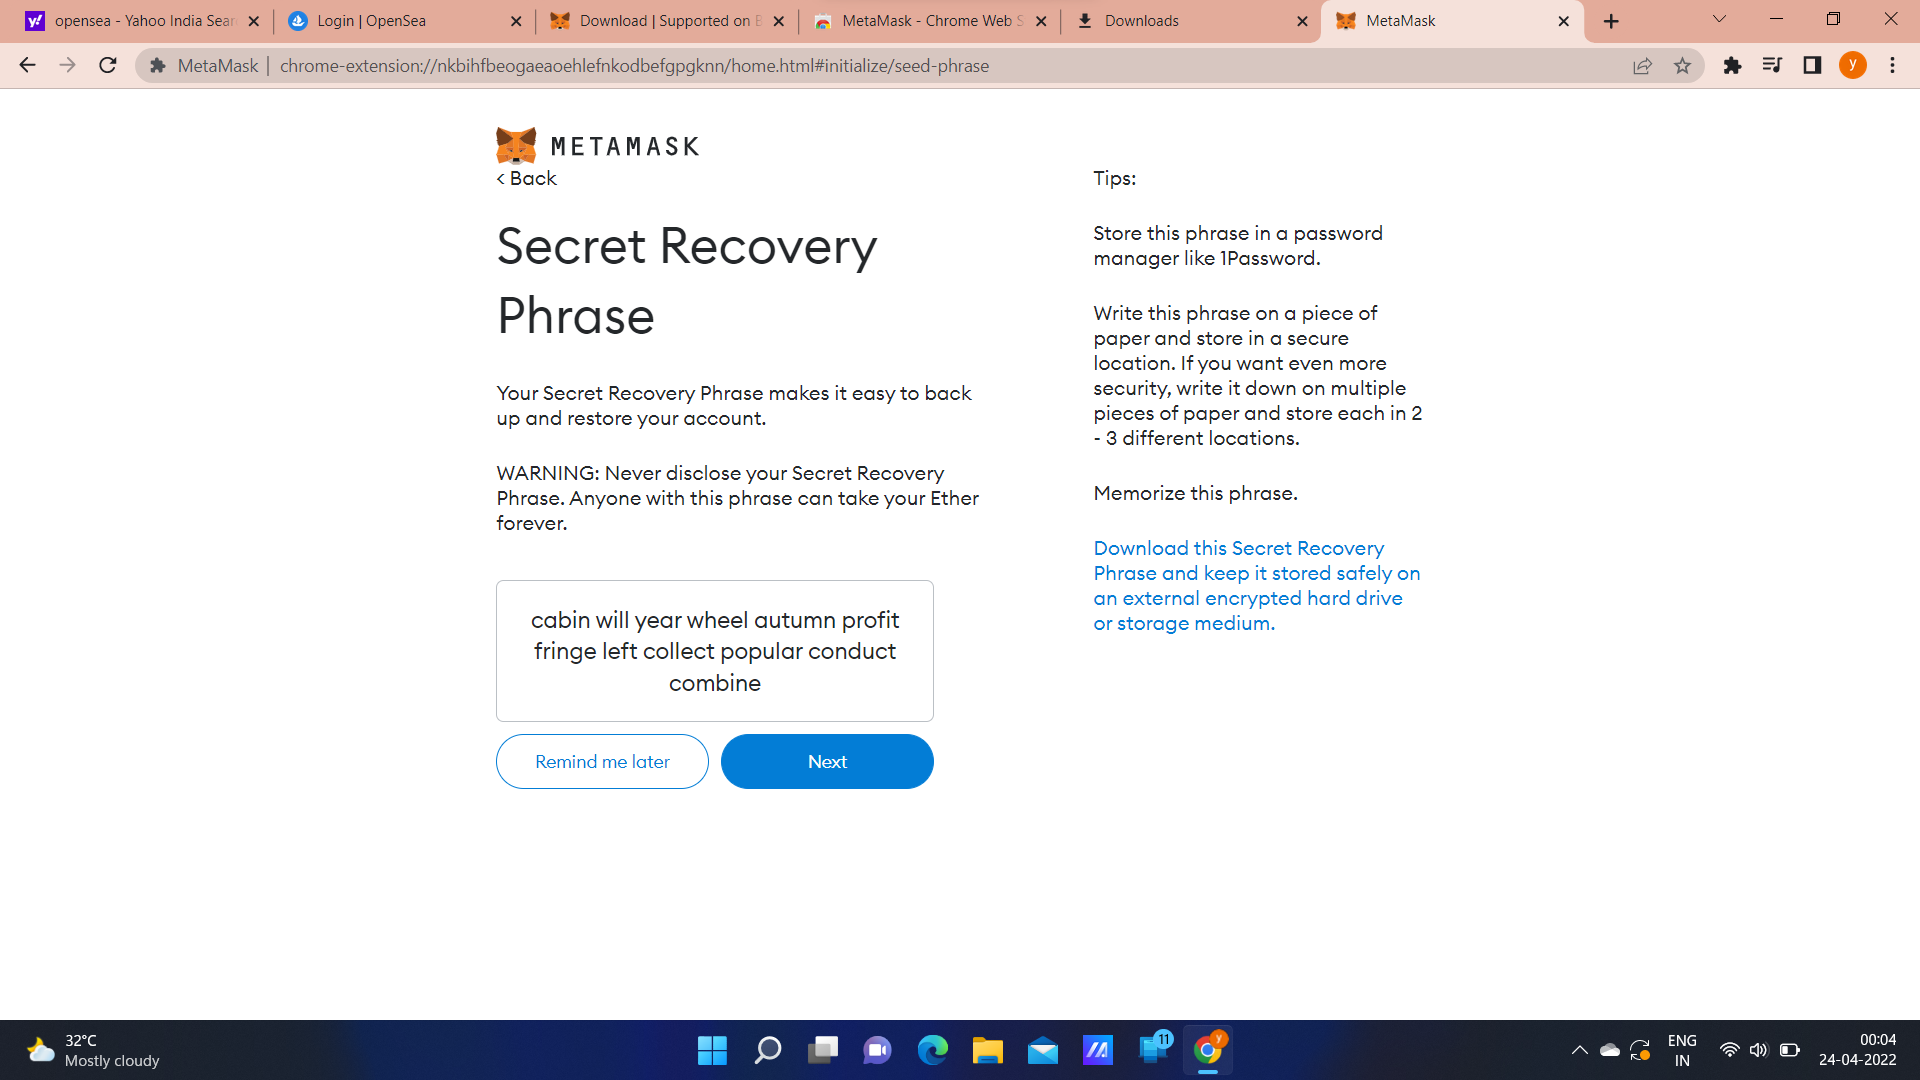 opensea - Yahoo India Sear
Login | OpenSea
Download | Supported on B
MetaMask - Chrome Web S
Downloads
MetaMask
MetaMask | chrome-extension://nkbihfbeogaeaoehlefnkodbefgpgknn/home.html#initialize/seed-phrase
y
METAMASK
< Back
Secret Recovery
Phrase
Your Secret Recovery Phrase makes it easy to back
up and restore your account.
WARNING: Never disclose your Secret Recovery
Phrase. Anyone with this phrase can take your Ether
forever.
cabin will year wheel autumn profit
fringe left collect popular conduct
combine
Remind me later
Next
Tips:
Store this phrase in a password
manager like 1Password.
Write this phrase on a piece of
paper and store in a secure
location. If you want even more
security, write it down on multiple
pieces of paper and store each in 2
- 3 different locations.
Memorize this phrase.
Download this Secret Recovery
Phrase and keep it stored safely on
an external encrypted hard drive
or storage medium.
32°C
Mostly cloudy
11
y
ENG
IN
00:04
24-04-2022